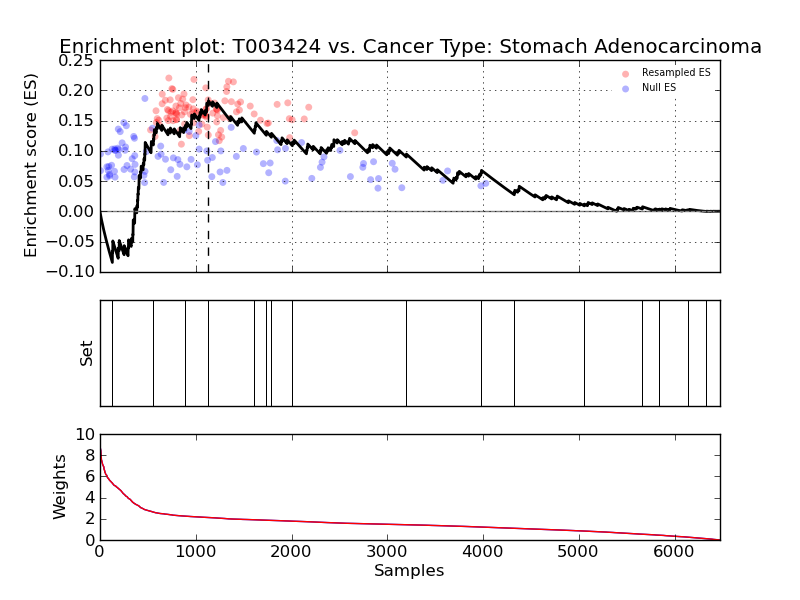 Enrichment plot: T003424 vs. Cancer Type: Stomach Adenocarcinoma
Enrichment score (ES)
0.25
0.20
0.15
0.10
0.05
0.00
−0.05
−0.10
Resampled ES
Null ES
Set
Weights
10
8
6
4
2
0
0 1000 2000 3000 4000 5000 6000
Samples